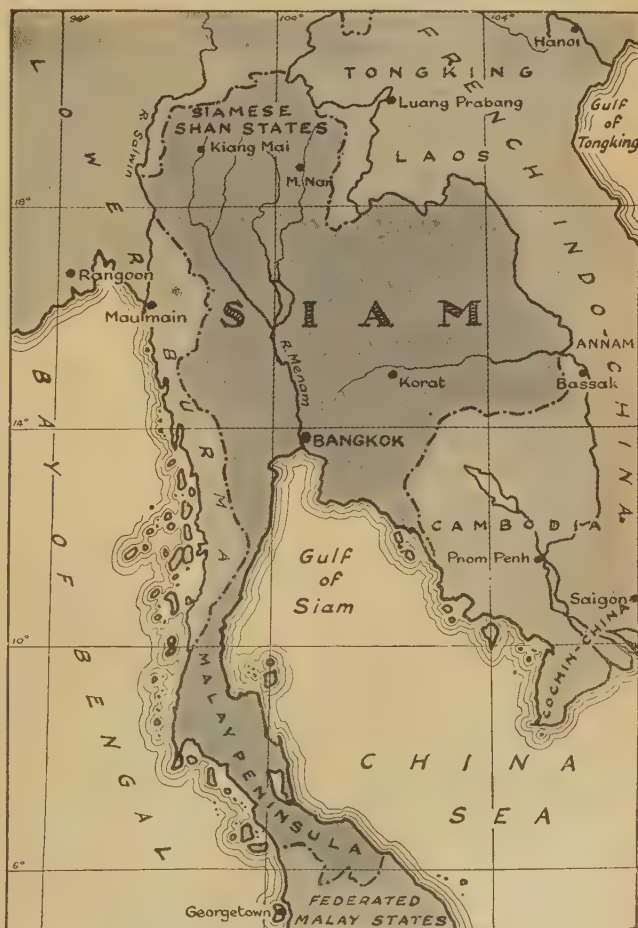 96°
100°
104°
Hanoi
FRENCH INDO-CHINA.
TONGKING
Gulf
of
Tongking
Luang Prabang
LAOS
SIAMESE
SHAN STATES
Kiang Mai
M. Nan
R. Salwin
LOWER
BURMA
18°
Rangoon
Maulmain
SIAM
R. Menam
Korat
ANNAM
Bassak
14°
BANGKOK
CAMBODIA
Pnom Penh
Saigon
COCHIN-CHINA
Gulf
of
Siam
BAY OF
BENGAL
10°
MALAY PENINSULA
CHINA
SEA
6°
Georgetown
FEDERATED
MALAY STATES